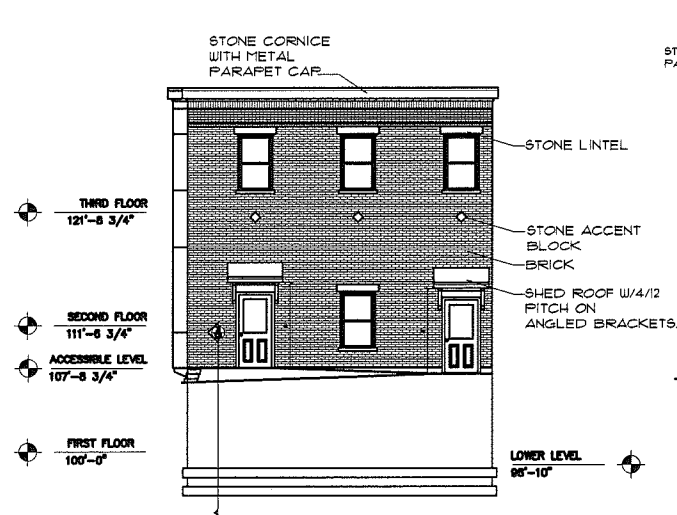 STONE CORNICE
WITH METAL
PARAPET CAP
ST
PA
STONE LINTEL
THIRD FLOOR
121'-8 3/4"
STONE ACCENT
BLOCK
BRICK
SHED ROOF W/4/12
PITCH ON
ANGLED BRACKETS.
SECOND FLOOR
111'-8 3/4"
ACCESSIBLE LEVEL
107'-8 3/4"
FIRST FLOOR
100'-0"
LOWER LEVEL
98'-10"